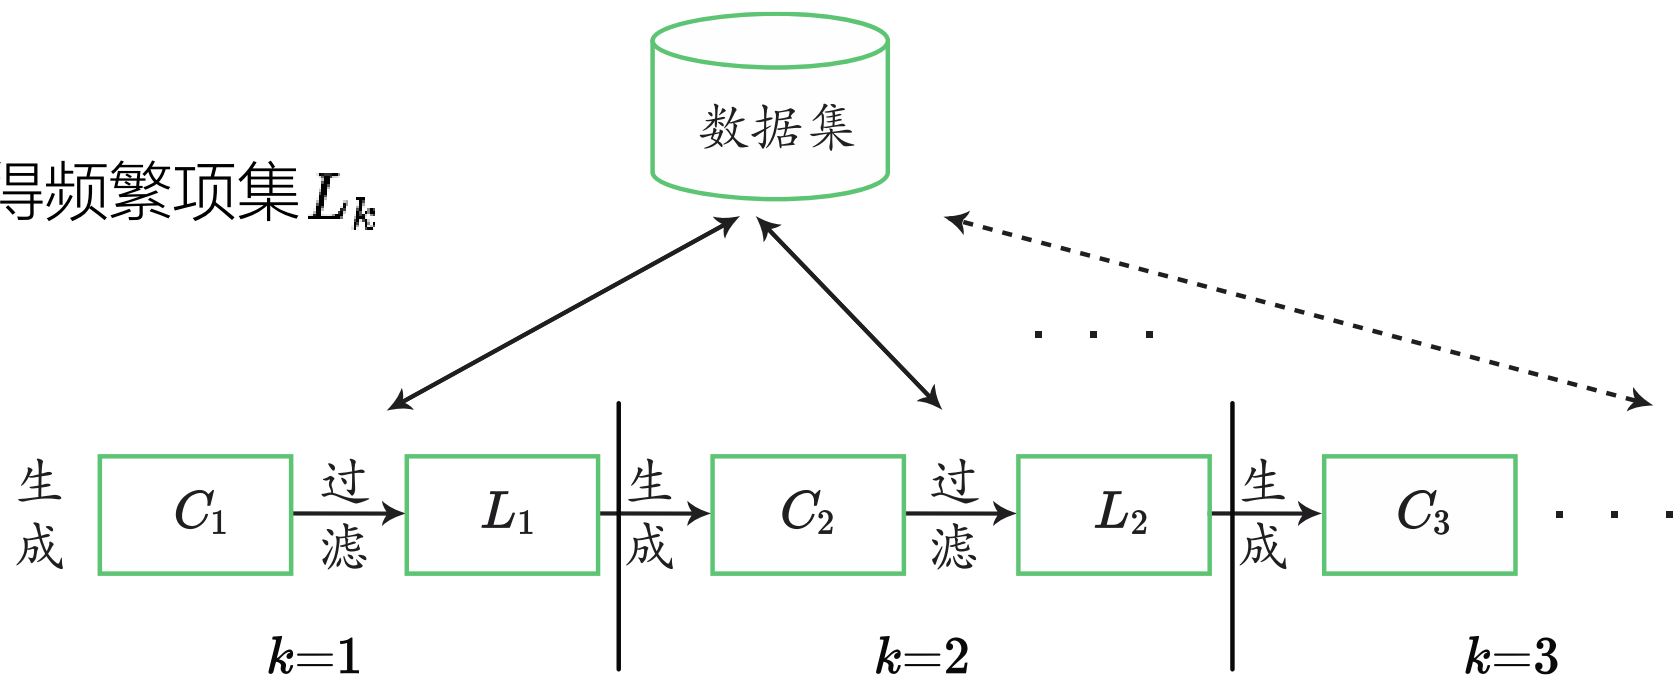 数据集
得频繁项集 Lₖ
. . .
生成 C₁ 过滤 L₁ 生成 C₂ 过滤 L₂ 生成 C₃ . . .
k=1 k=2 k=3